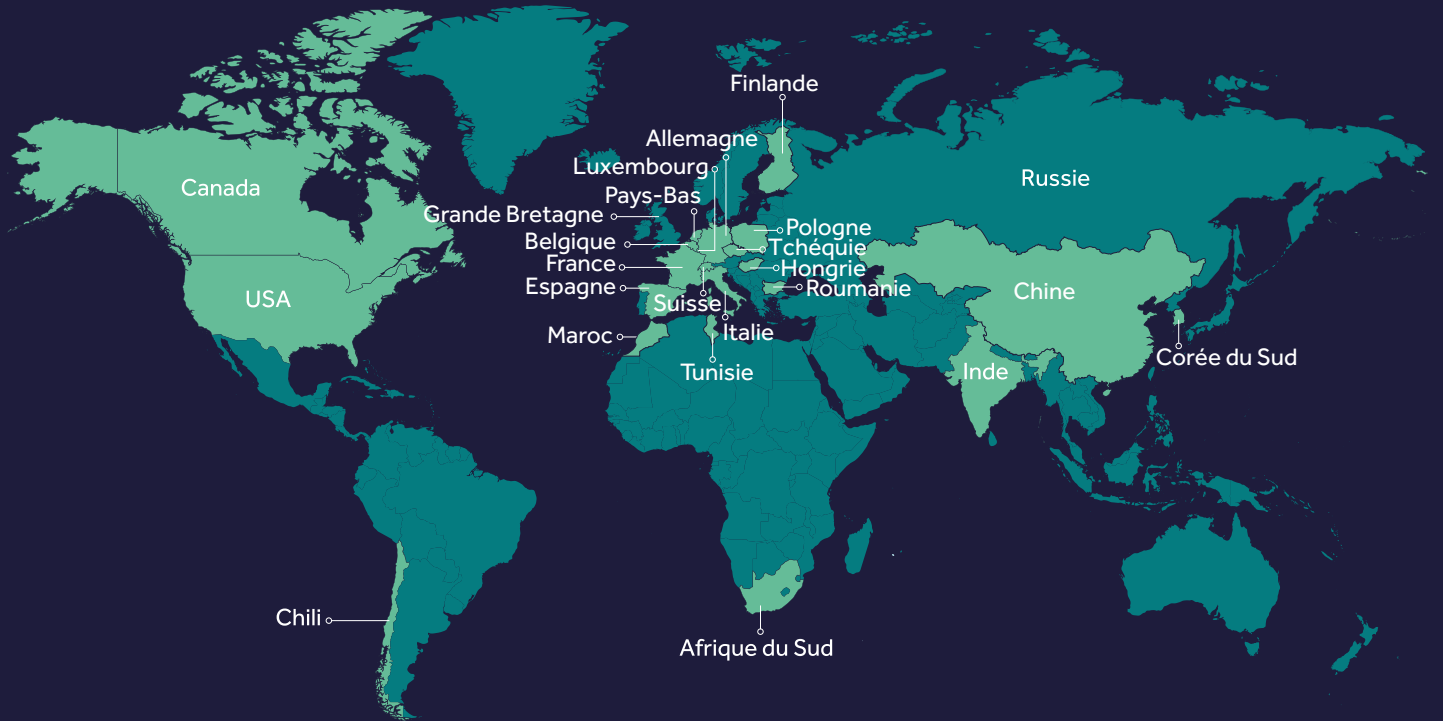 Finlande
Allemagne
Luxembourg
Russie
Canada
Pays-Bas
Grande Bretagne
Pologne
Belgique
Tchéquie
France
Hongrie
Espagne
Roumanie
Chine
USA
Suisse
Italie
Maroc
Corée du Sud
Tunisie
Inde
Chili
Afrique du Sud